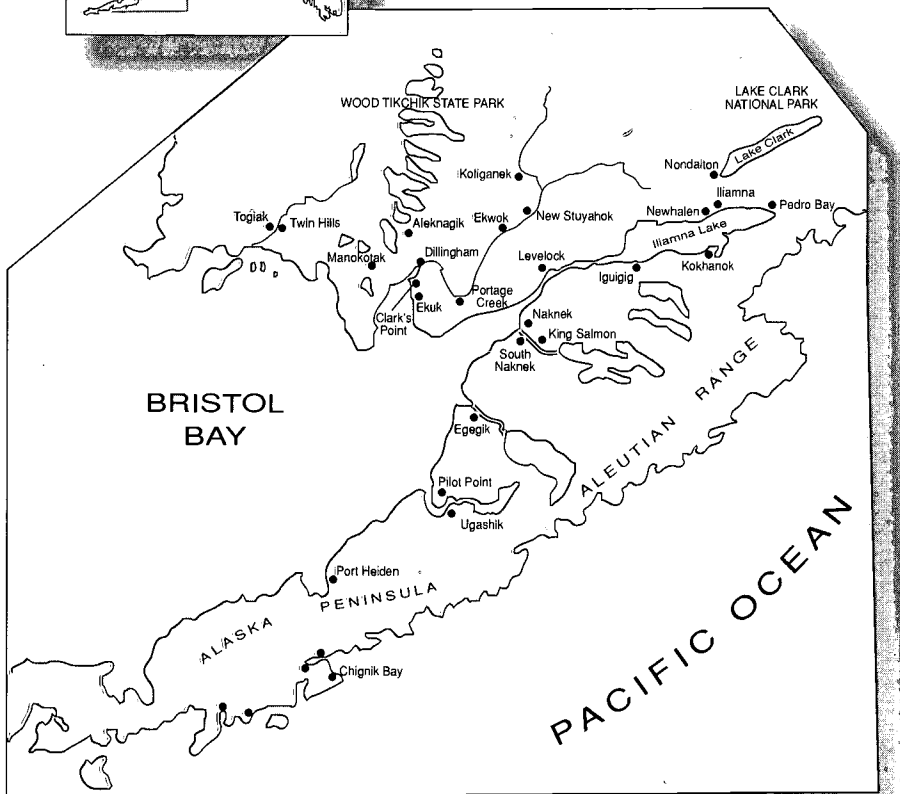 WOOD TIKCHIK STATE PARK
LAKE CLARK
NATIONAL PARK
Lake Clark
Nondalton
Koliganek
Iliamna
Newhalen
Pedro Bay
Togiak
Twin Hills
Aleknagik
Ekwok
New Stuyahok
Iliamna Lake
Manokotak
Dillingham
Levelock
Iguigig
Kokhanok
Ekuk
Portage
Creek
Clark's
Point
Naknek
King Salmon
South
Naknek
BRISTOL
BAY
ALEUTIAN RANGE
Egegik
Pilot Point
Ugashik
Port Heiden
ALASKA PENINSULA
Chignik Bay
PACIFIC OCEAN